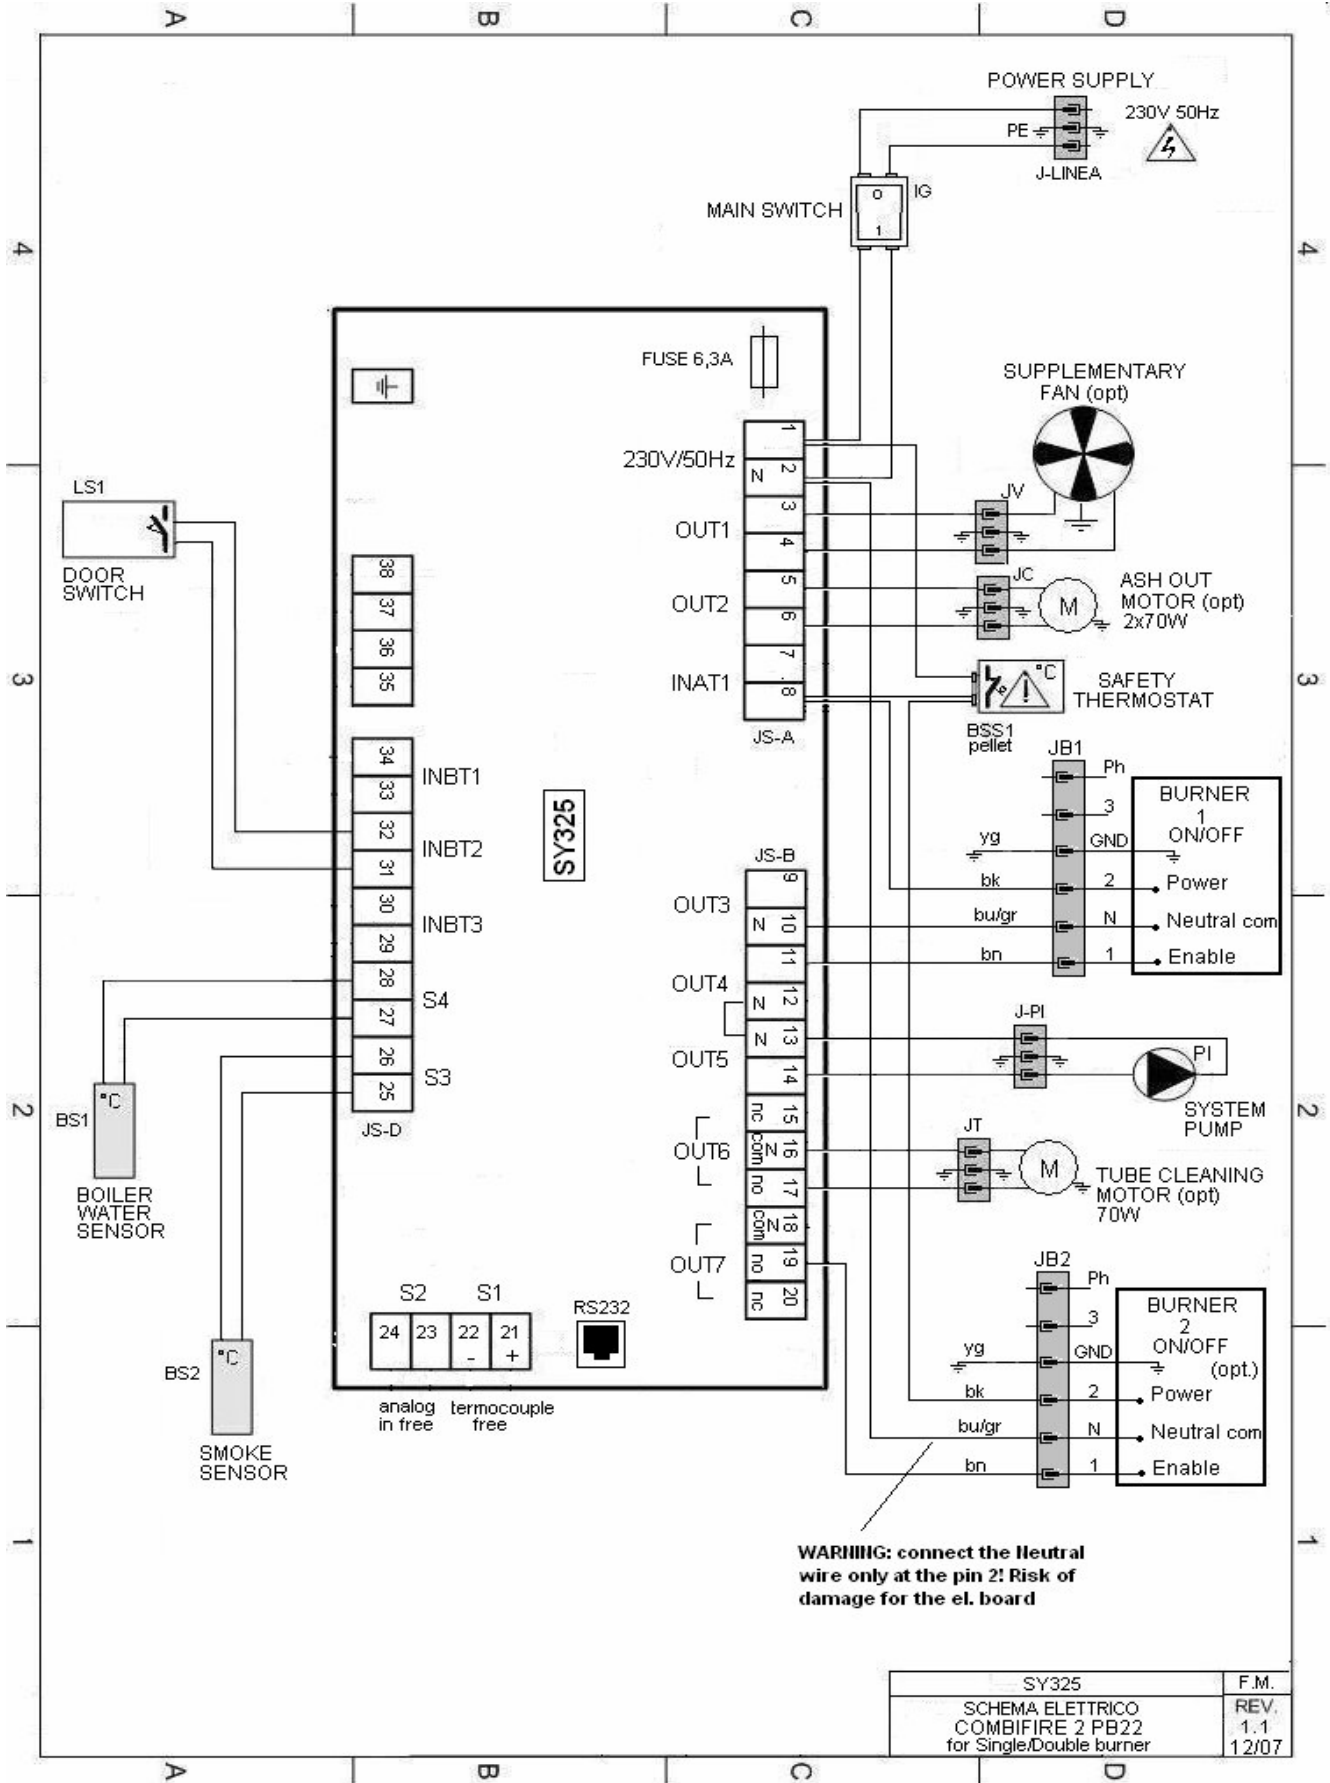 A
B
C
D
POWER SUPPLY
230V 50Hz
PE
J-LINEA
IG
MAIN SWITCH
0
1
4
4
FUSE 6,3A
SUPPLEMENTARY
FAN (opt)
1
230V/50Hz
N 2
3
OUT1
4
5
OUT2
6
7
INAT1
8
JS-A
JV
JC
M
ASH OUT
MOTOR (opt)
2x70W
°C
SAFETY
THERMOSTAT
BSS1
pellet
LS1
DOOR
SWITCH
38
37
36
35
3
3
34
INBT1
33
32
INBT2
31
30
INBT3
29
28
S4
27
26
S3
25
JS-D
SY325
JB1
Ph
3
yg
GND
bk
2
bu/gr
N
bn
1
BURNER
1
ON/OFF
Power
Neutral com
Enable
JS-B
9
OUT3
N 10
11
OUT4
N 12
N 13
OUT5
14
nc 15
OUT6
com N 16
no 17
com N 18
OUT7
no 19
nc 20
J-PI
PI
SYSTEM
PUMP
JT
M
TUBE CLEANING
MOTOR (opt)
70W
2
2
°C
BS1
BOILER
WATER
SENSOR
°C
BS2
SMOKE
SENSOR
S2
S1
24 23 22 21
- +
analog
in free
termocouple
free
RS232
JB2
Ph
3
yg
GND
bk
2
bu/gr
N
bn
1
BURNER
2
ON/OFF
(opt.)
Power
Neutral com
Enable
1
1
WARNING: connect the Neutral
wire only at the pin 2! Risk of
damage for the el. board
SY325
F.M.
SCHEMA ELETTRICO
COMBIFIRE 2 PB22
for Single/Double burner
REV.
1.1
12/07
A
B
C
D